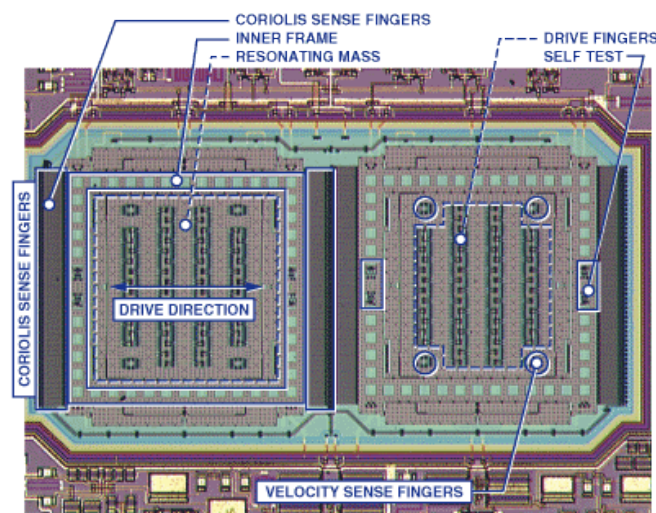 CORIOLIS SENSE FINGERS
INNER FRAME
RESONATING MASS
DRIVE FINGERS
SELF TEST
CORIOLIS SENSE FINGERS
DRIVE DIRECTION
VELOCITY SENSE FINGERS